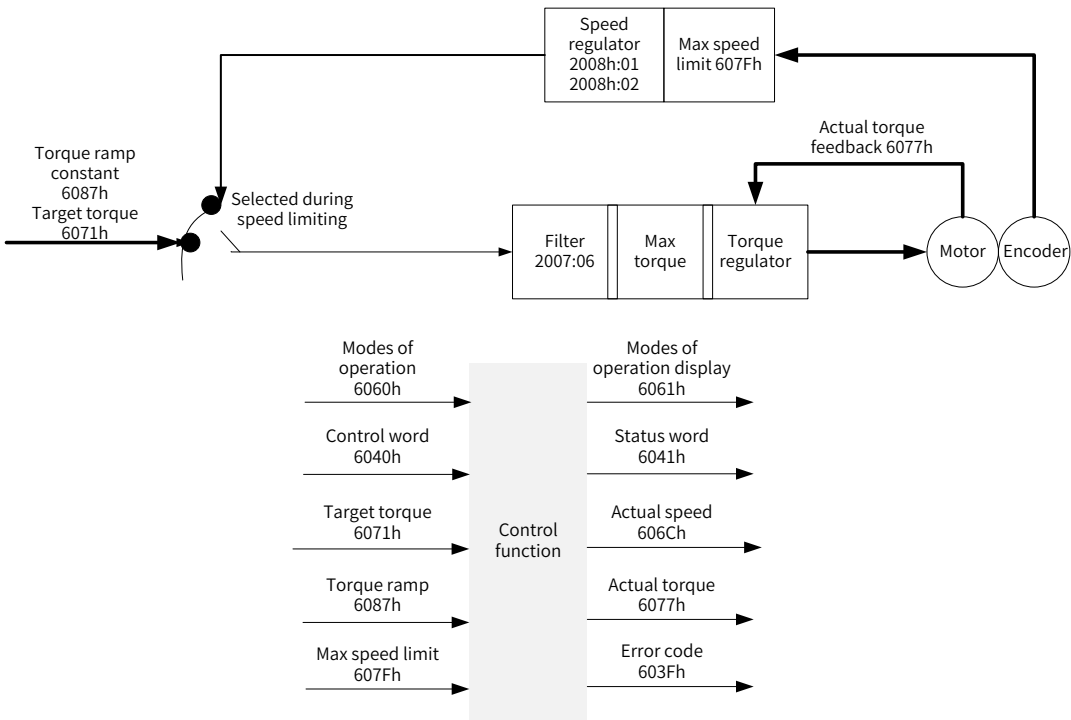 Speed
regulator
2008h:01
2008h:02
Max speed
limit 607Fh
Actual torque
feedback 6077h
Torque ramp
constant
6087h
Target torque
6071h
Selected during
speed limiting
Filter
2007:06
Max
torque
Torque
regulator
Motor
Encoder
Modes of
operation
6060h
Modes of
operation display
6061h
Control word
6040h
Status word
6041h
Target torque
6071h
Control
function
Actual speed
606Ch
Torque ramp
6087h
Actual torque
6077h
Max speed limit
607Fh
Error code
603Fh